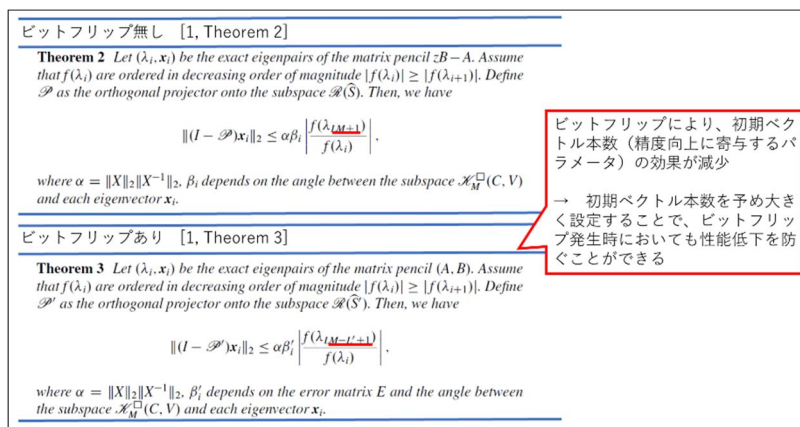 ビットフリップ無し [1, Theorem 2]
Theorem 2 Let (λᵢ, xᵢ) be the exact eigenpairs of the matrix pencil zB − A. Assume
that f(λᵢ) are ordered in decreasing order of magnitude |f(λᵢ)| ≥ |f(λᵢ₊₁)|. Define
𝒫 as the orthogonal projector onto the subspace ℛ(Ŝ). Then, we have
‖(I − 𝒫)xᵢ‖₂ ≤ αβᵢ |f(λ_{LM+1})/f(λᵢ)|,
where α = ‖X‖₂‖X⁻¹‖₂, βᵢ depends on the angle between the subspace 𝒦_M^□(C, V)
and each eigenvector xᵢ.
ビットフリップあり [1, Theorem 3]
Theorem 3 Let (λᵢ, xᵢ) be the exact eigenpairs of the matrix pencil (A, B). Assume
that f(λᵢ) are ordered in decreasing order of magnitude |f(λᵢ)| ≥ |f(λᵢ₊₁)|. Define
𝒫′ as the orthogonal projector onto the subspace ℛ(Ŝ′). Then, we have
‖(I − 𝒫′)xᵢ‖₂ ≤ αβ′ᵢ |f(λ_{LM−L′+1})/f(λᵢ)|,
where α = ‖X‖₂‖X⁻¹‖₂, β′ᵢ depends on the error matrix E and the angle between
the subspace 𝒦_M^□(C, V) and each eigenvector xᵢ.
ビットフリップにより、初期ベク
トル本数（精度向上に寄与するパ
ラメータ）の効果が減少
→ 初期ベクトル本数を予め大き
く設定することで、ビットフリッ
プ発生時においても性能低下を防
ぐことができる